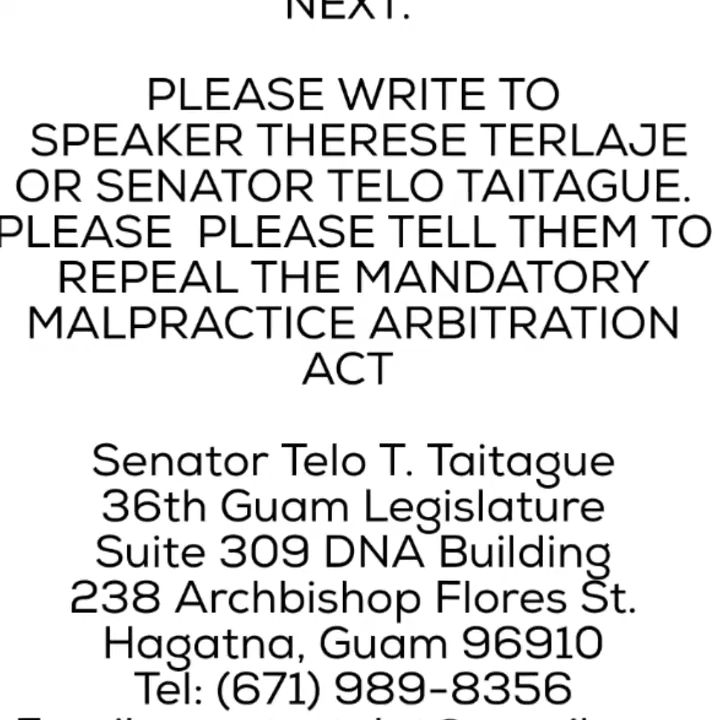 NEXT.
PLEASE WRITE TO
SPEAKER THERESE TERLAJE
OR SENATOR TELO TAITAGUE.
PLEASE PLEASE TELL THEM TO
REPEAL THE MANDATORY
MALPRACTICE ARBITRATION
ACT
Senator Telo T. Taitague
36th Guam Legislature
Suite 309 DNA Building
238 Archbishop Flores St.
Hagatna, Guam 96910
Tel: (671) 989-8356